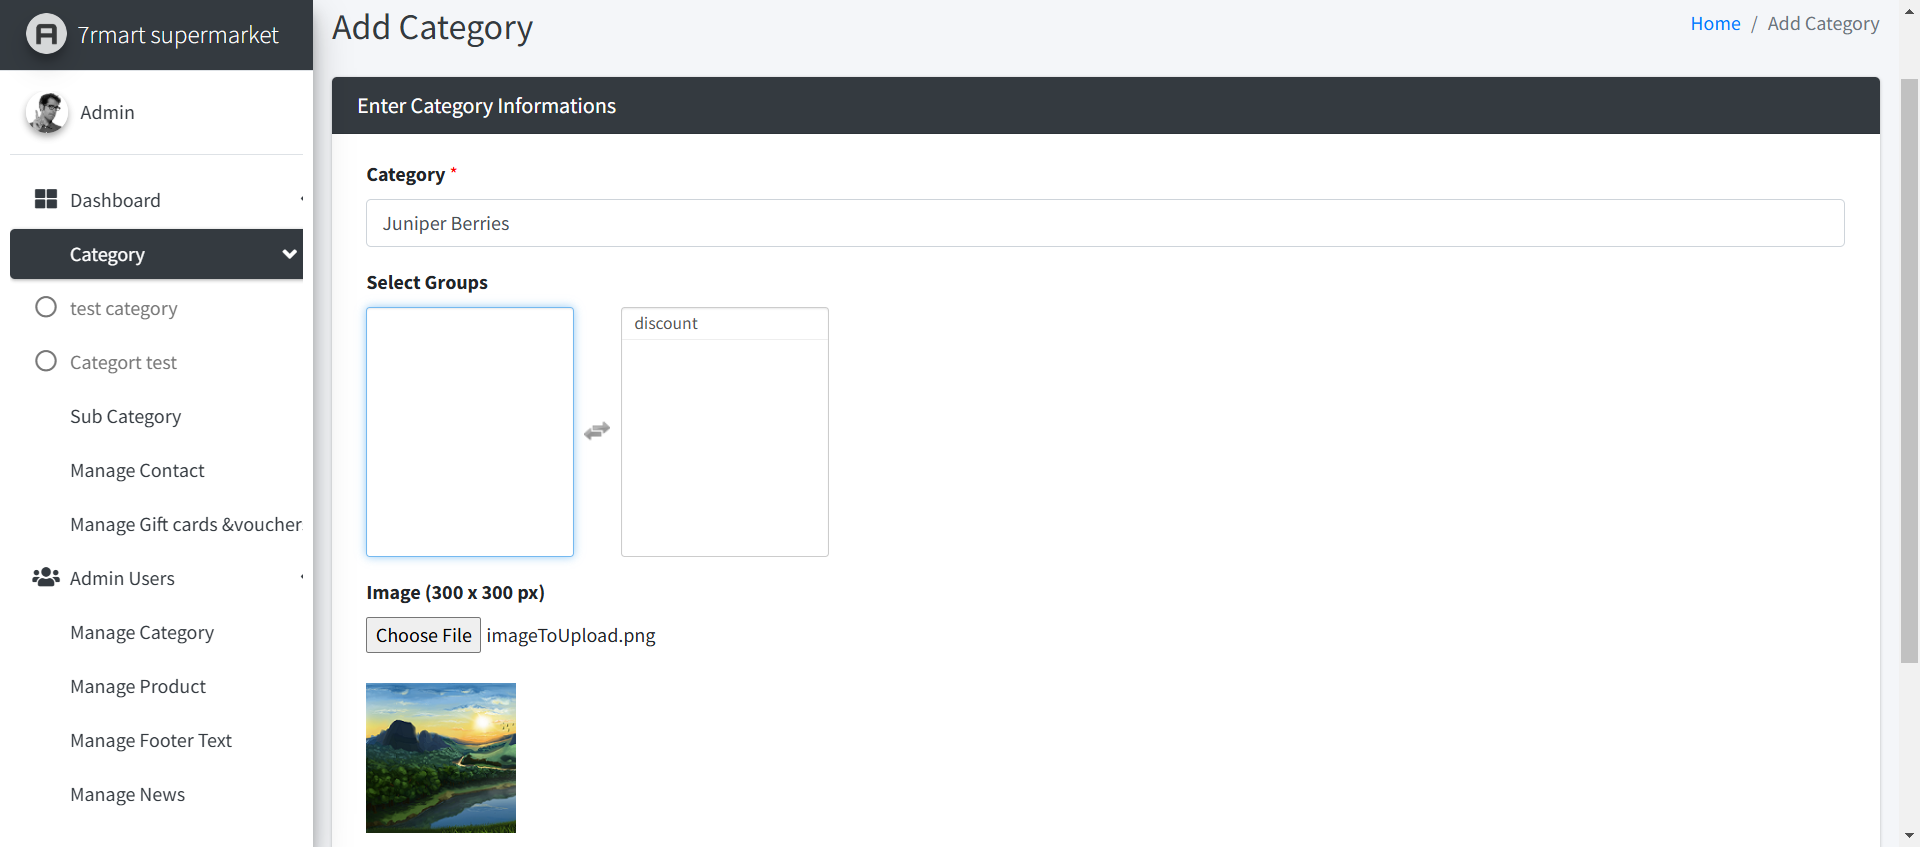 7rmart supermarket
Admin
Dashboard
Category
test category
Categort test
Sub Category
Manage Contact
Manage Gift cards &voucher
Admin Users
Manage Category
Manage Product
Manage Footer Text
Manage News
Add Category
Home / Add Category
Enter Category Informations
Category *
Juniper Berries
Select Groups
discount
Image (300 x 300 px)
Choose File imageToUpload.png